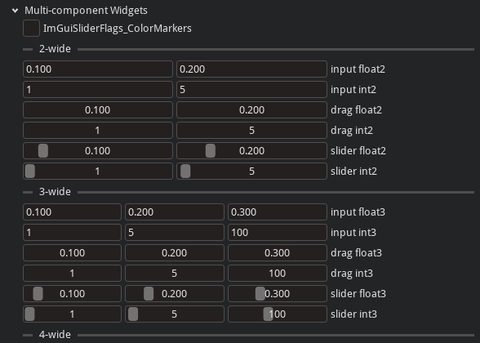 Multi-component Widgets
ImGuiSliderFlags_ColorMarkers
2-wide
0.100 0.200 input float2
1 5 input int2
0.100 0.200 drag float2
1 5 drag int2
0.100 0.200 slider float2
1 5 slider int2
3-wide
0.100 0.200 0.300 input float3
1 5 100 input int3
0.100 0.200 0.300 drag float3
1 5 100 drag int3
0.100 0.200 0.300 slider float3
1 5 100 slider int3
4-wide